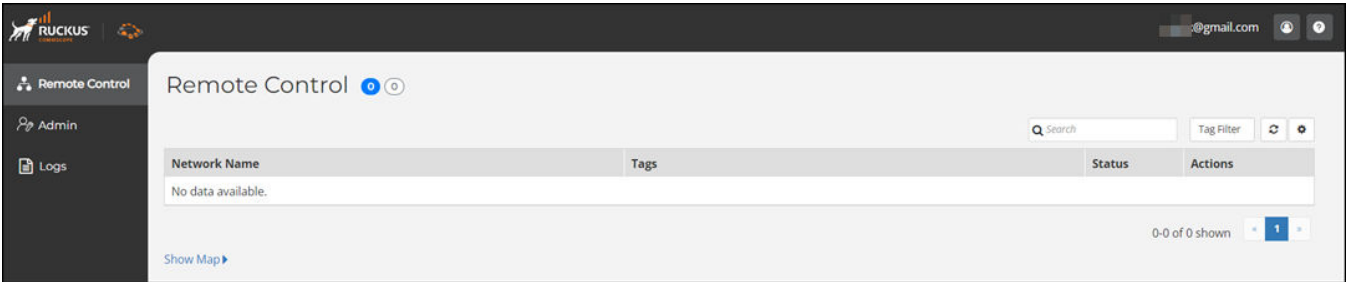 RUCKUS
COMMSCOPE
:@gmail.com
Remote Control
Admin
Logs
Remote Control 0 0
Search
Tag Filter
Network Name Tags Status Actions
No data available.
0-0 of 0 shown « 1 »
Show Map